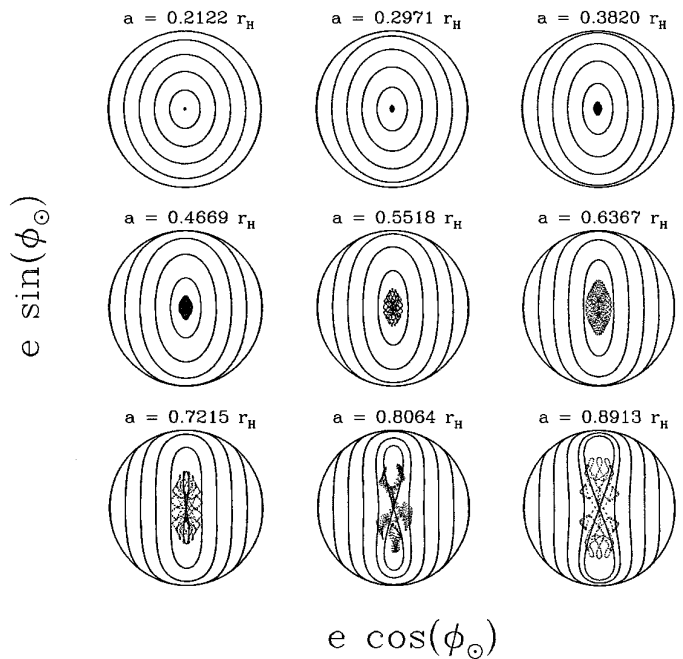 a = 0.2122 r_H a = 0.2971 r_H a = 0.3820 r_H
a = 0.4669 r_H a = 0.5518 r_H a = 0.6367 r_H
a = 0.7215 r_H a = 0.8064 r_H a = 0.8913 r_H
e sin(ϕ_⊙)
e cos(ϕ_⊙)